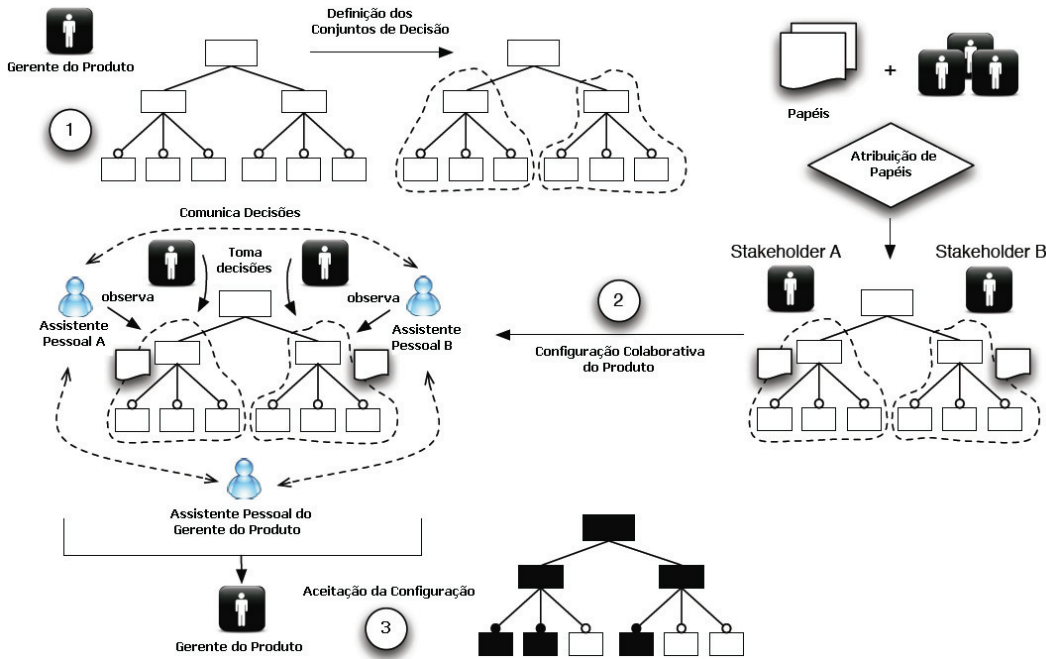 Gerente do Produto
1
Definição dos
Conjuntos de Decisão
Papéis
+
Atribuição de
Papéis
Stakeholder A
Stakeholder B
2
Configuração Colaborativa
do Produto
Comunica Decisões
Toma
decisões
observa
observa
Assistente
Pessoal A
Assistente
Pessoal B
Assistente Pessoal do
Gerente do Produto
Gerente do Produto
Aceitação da Configuração
3